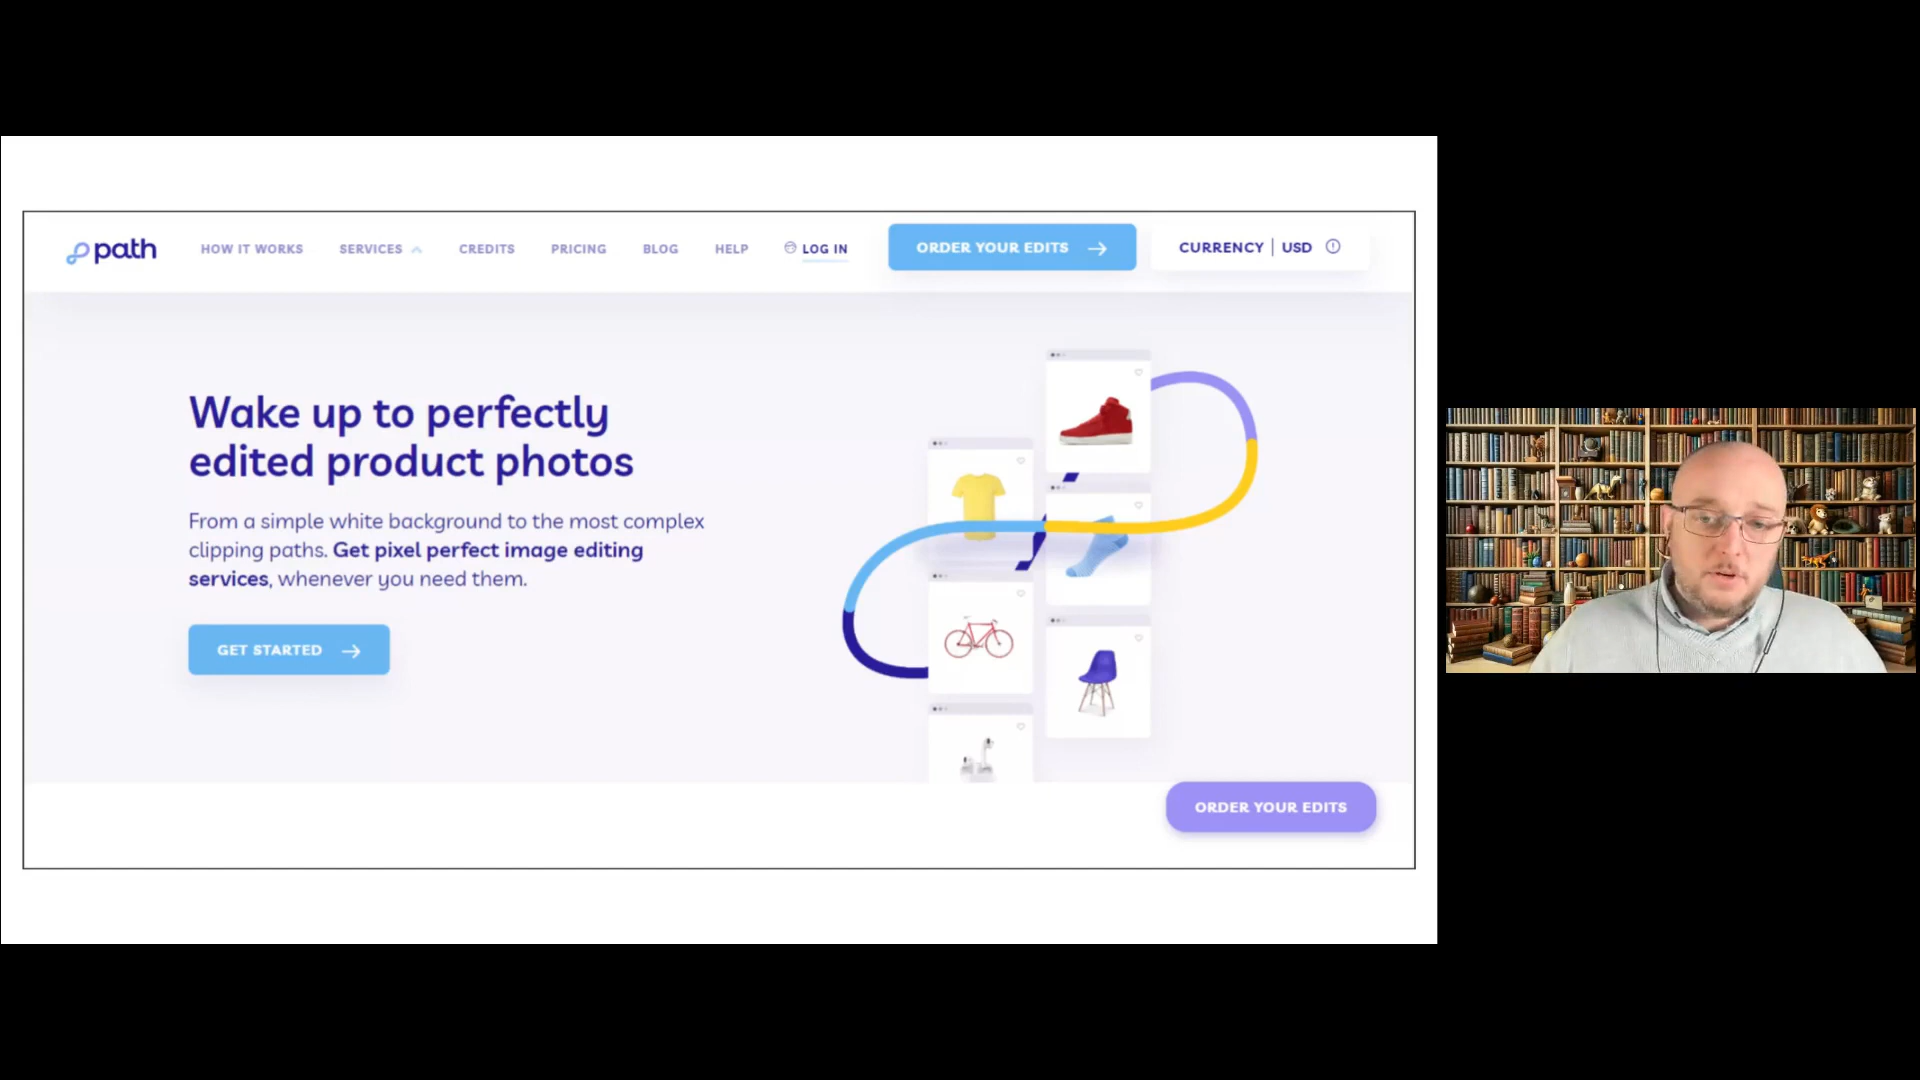 path
HOW IT WORKS
SERVICES
CREDITS
PRICING
BLOG
HELP
LOG IN
ORDER YOUR EDITS
CURRENCY | USD
Wake up to perfectly
edited product photos
From a simple white background to the most complex
clipping paths. Get pixel perfect image editing
services, whenever you need them.
GET STARTED
ORDER YOUR EDITS